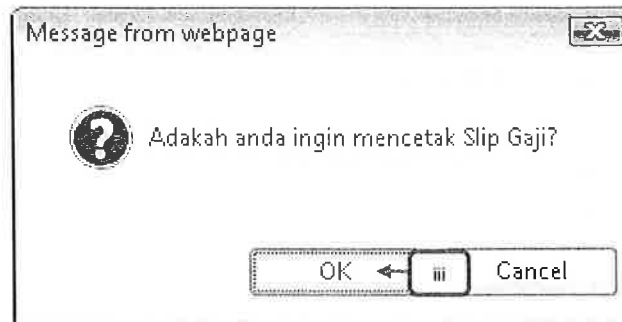 Message from webpage
Adakah anda ingin mencetak Slip Gaji?
OK
iii
Cancel